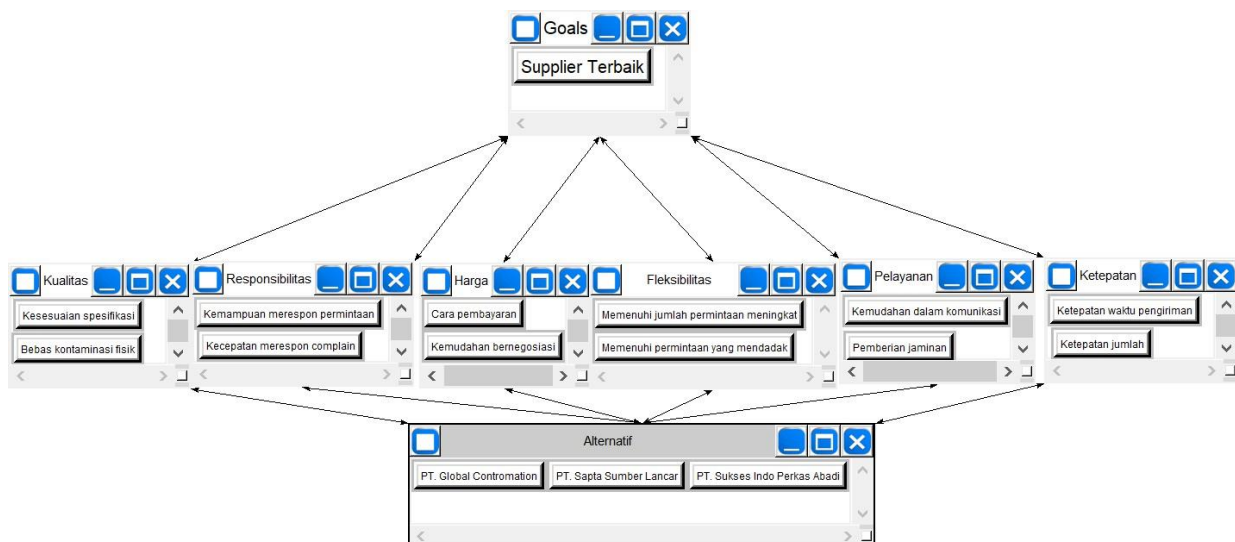 Goals
Supplier Terbaik
Kualitas
Kesesuaian spesifikasi
Bebas kontaminasi fisik
Responsibilitas
Kemampuan merespon permintaan
Kecepatan merespon complain
Harga
Cara pembayaran
Kemudahan bernegosiasi
Fleksibilitas
Memenuhi jumlah permintaan meningkat
Memenuhi permintaan yang mendadak
Pelayanan
Kemudahan dalam komunikasi
Pemberian jaminan
Ketepatan
Ketepatan waktu pengiriman
Ketepatan jumlah
Alternatif
PT. Global Contromation
PT. Sapta Sumber Lancar
PT. Sukses Indo Perkas Abadi